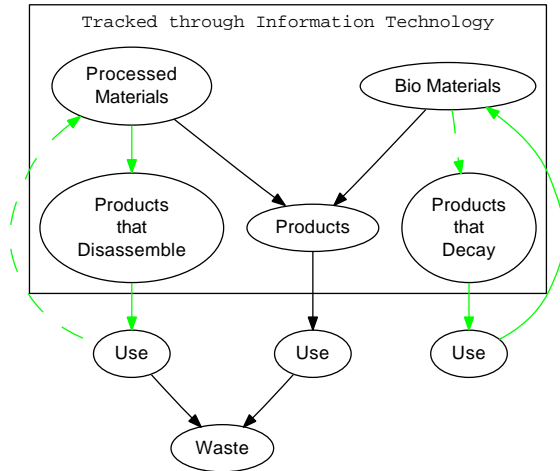 Tracked through Information Technology
Processed
Materials
Bio Materials
Products
that
Disassemble
Products
Products
that
Decay
Use
Use
Use
Waste